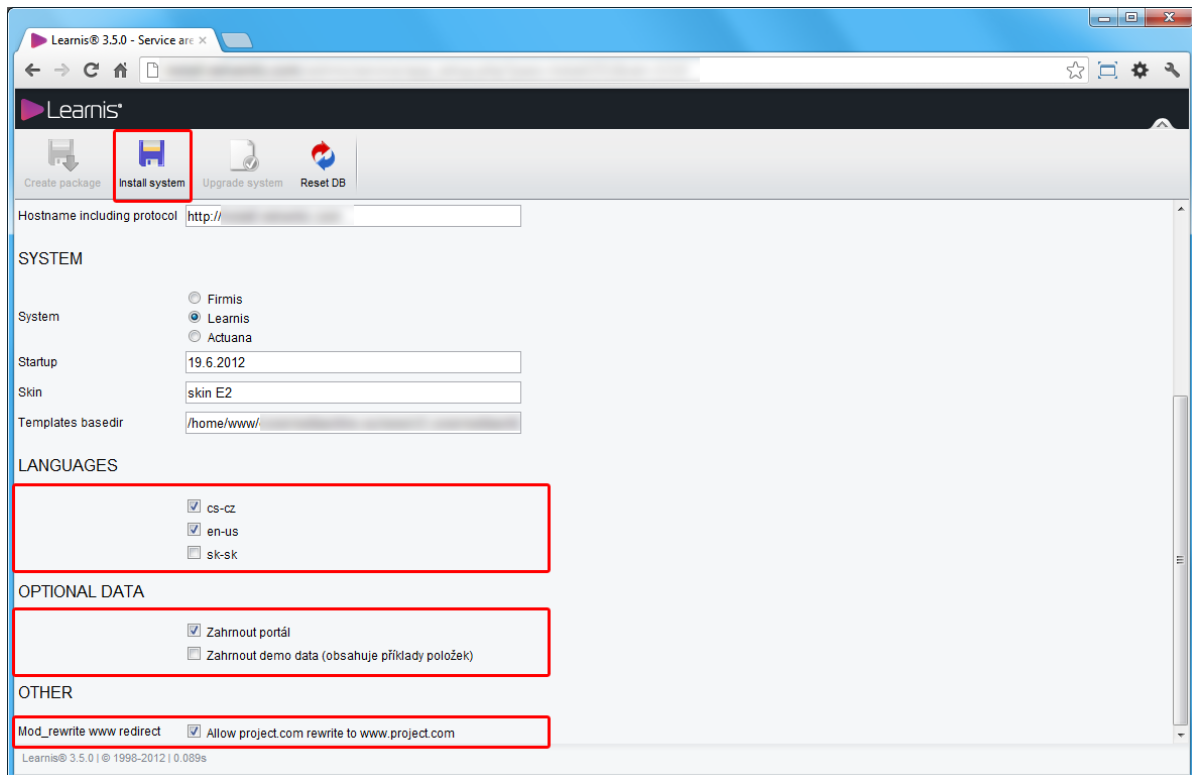 Learnis® 3.5.0 - Service are
Learnis®
Create package
Install system
Upgrade system
Reset DB
Hostname including protocol http://
SYSTEM
System
Firmis
Learnis
Actuana
Startup 19.6.2012
Skin skin E2
Templates basedir /home/www/
LANGUAGES
cs-cz
en-us
sk-sk
OPTIONAL DATA
Zahrnout portál
Zahrnout demo data (obsahuje příklady položek)
OTHER
Mod_rewrite www redirect Allow project.com rewrite to www.project.com
Learnis® 3.5.0 | © 1998-2012 | 0.089s